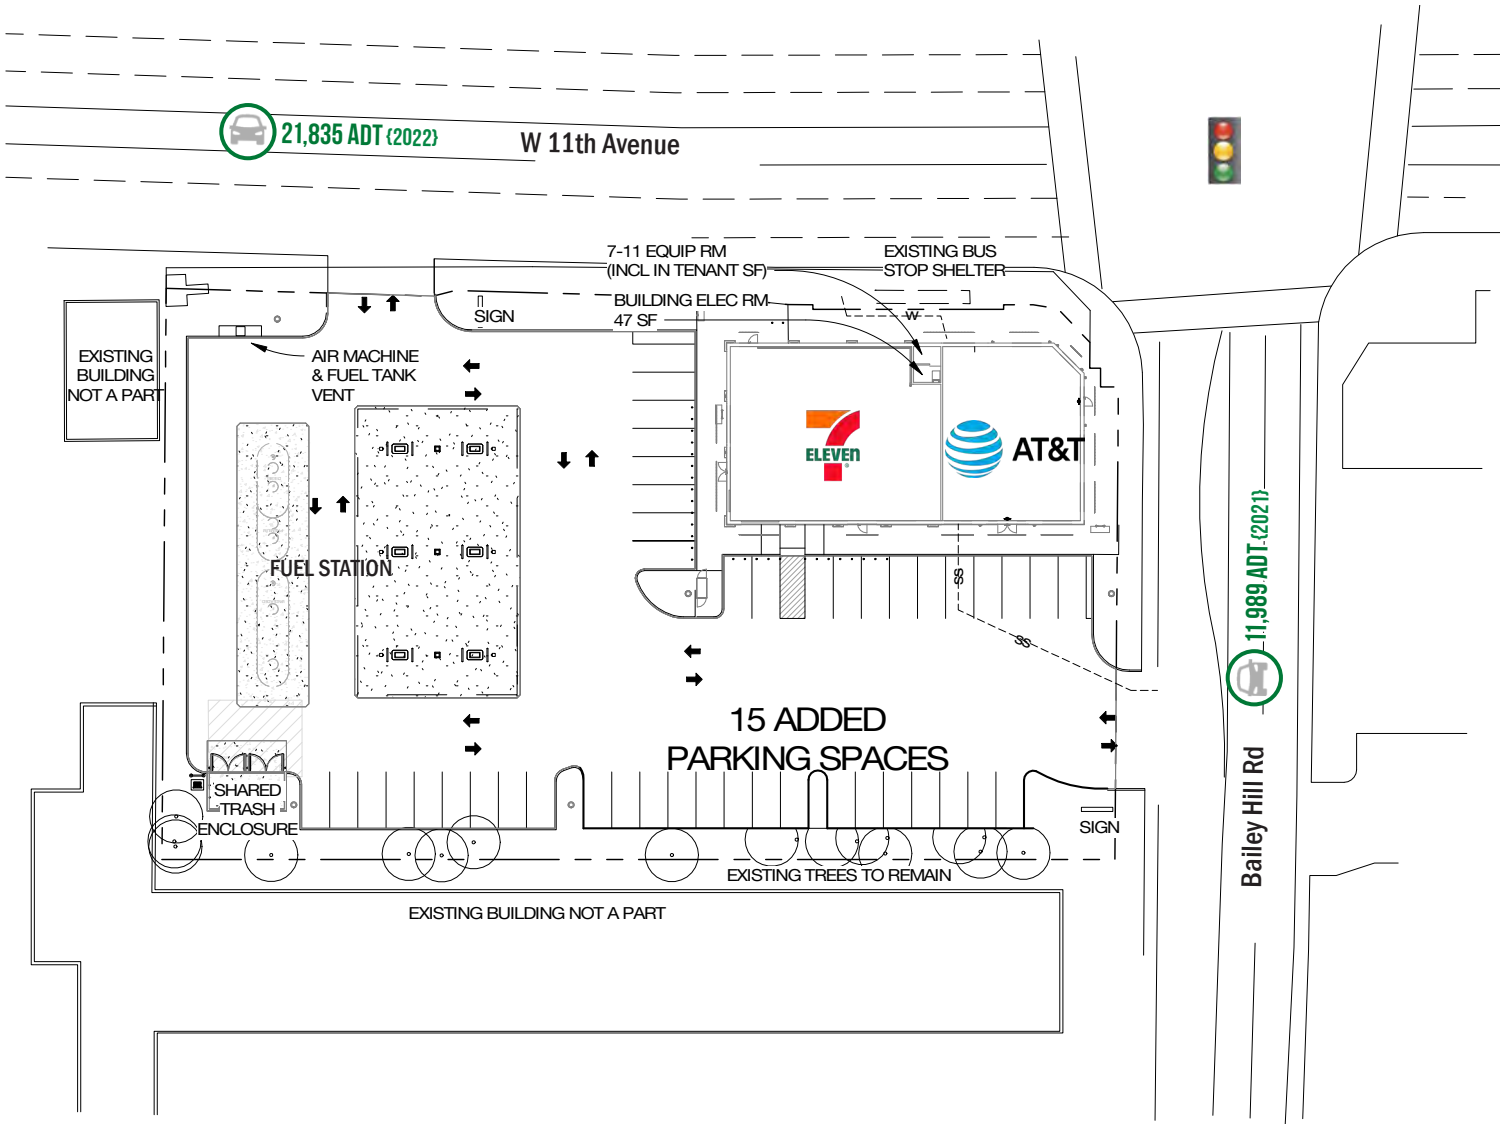 21,835 ADT {2022}
W 11th Avenue
7-11 EQUIP RM
(INCL IN TENANT SF)
EXISTING BUS
STOP SHELTER
BUILDING ELEC RM
47 SF
SIGN
W
EXISTING
BUILDING
NOT A PART
AIR MACHINE
& FUEL TANK
VENT
7
ELEVEN
®
AT&T
FUEL STATION
SS
SS
11,989 ADT {2021}
15 ADDED
PARKING SPACES
Bailey Hill Rd
SHARED
TRASH
ENCLOSURE
SIGN
EXISTING TREES TO REMAIN
EXISTING BUILDING NOT A PART